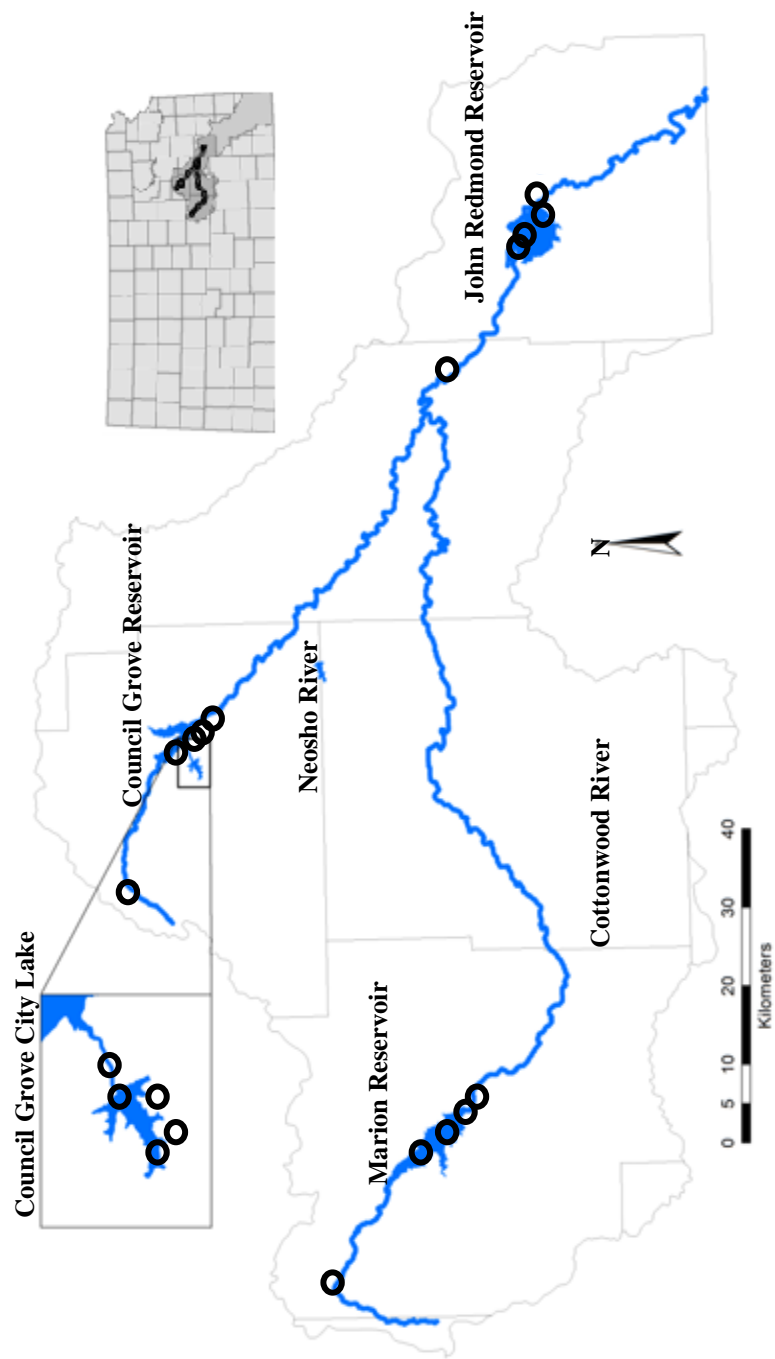 Council Grove City Lake
Council Grove Reservoir
John Redmond Reservoir
Marion Reservoir
Neosho River
Cottonwood River
N
0 5 10 20 30 40
Kilometers